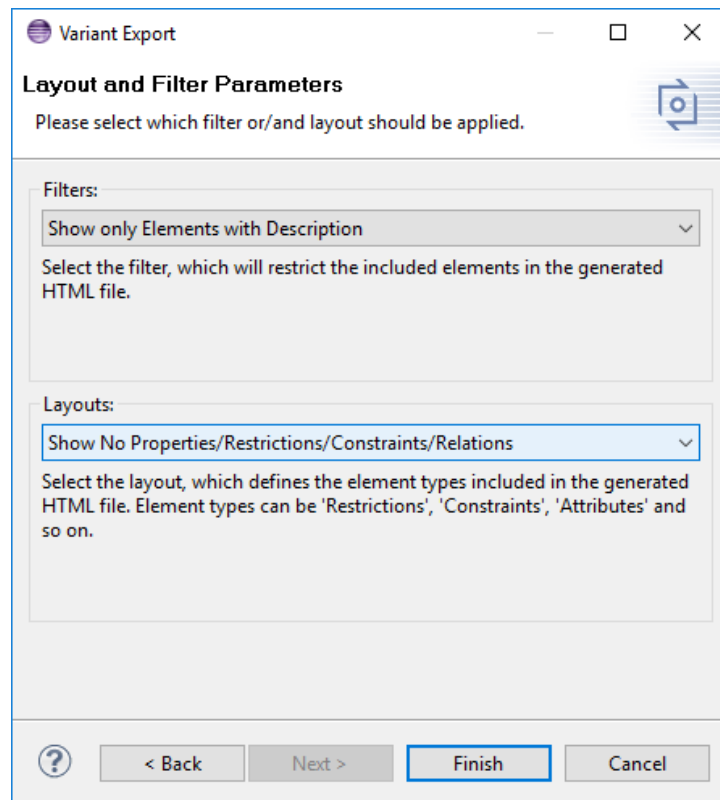 Variant Export
Layout and Filter Parameters
Please select which filter or/and layout should be applied.
Filters:
Show only Elements with Description
Select the filter, which will restrict the included elements in the generated
HTML file.
Layouts:
Show No Properties/Restrictions/Constraints/Relations
Select the layout, which defines the element types included in the generated
HTML file. Element types can be 'Restrictions', 'Constraints', 'Attributes' and
so on.
?
< Back
Next >
Finish
Cancel